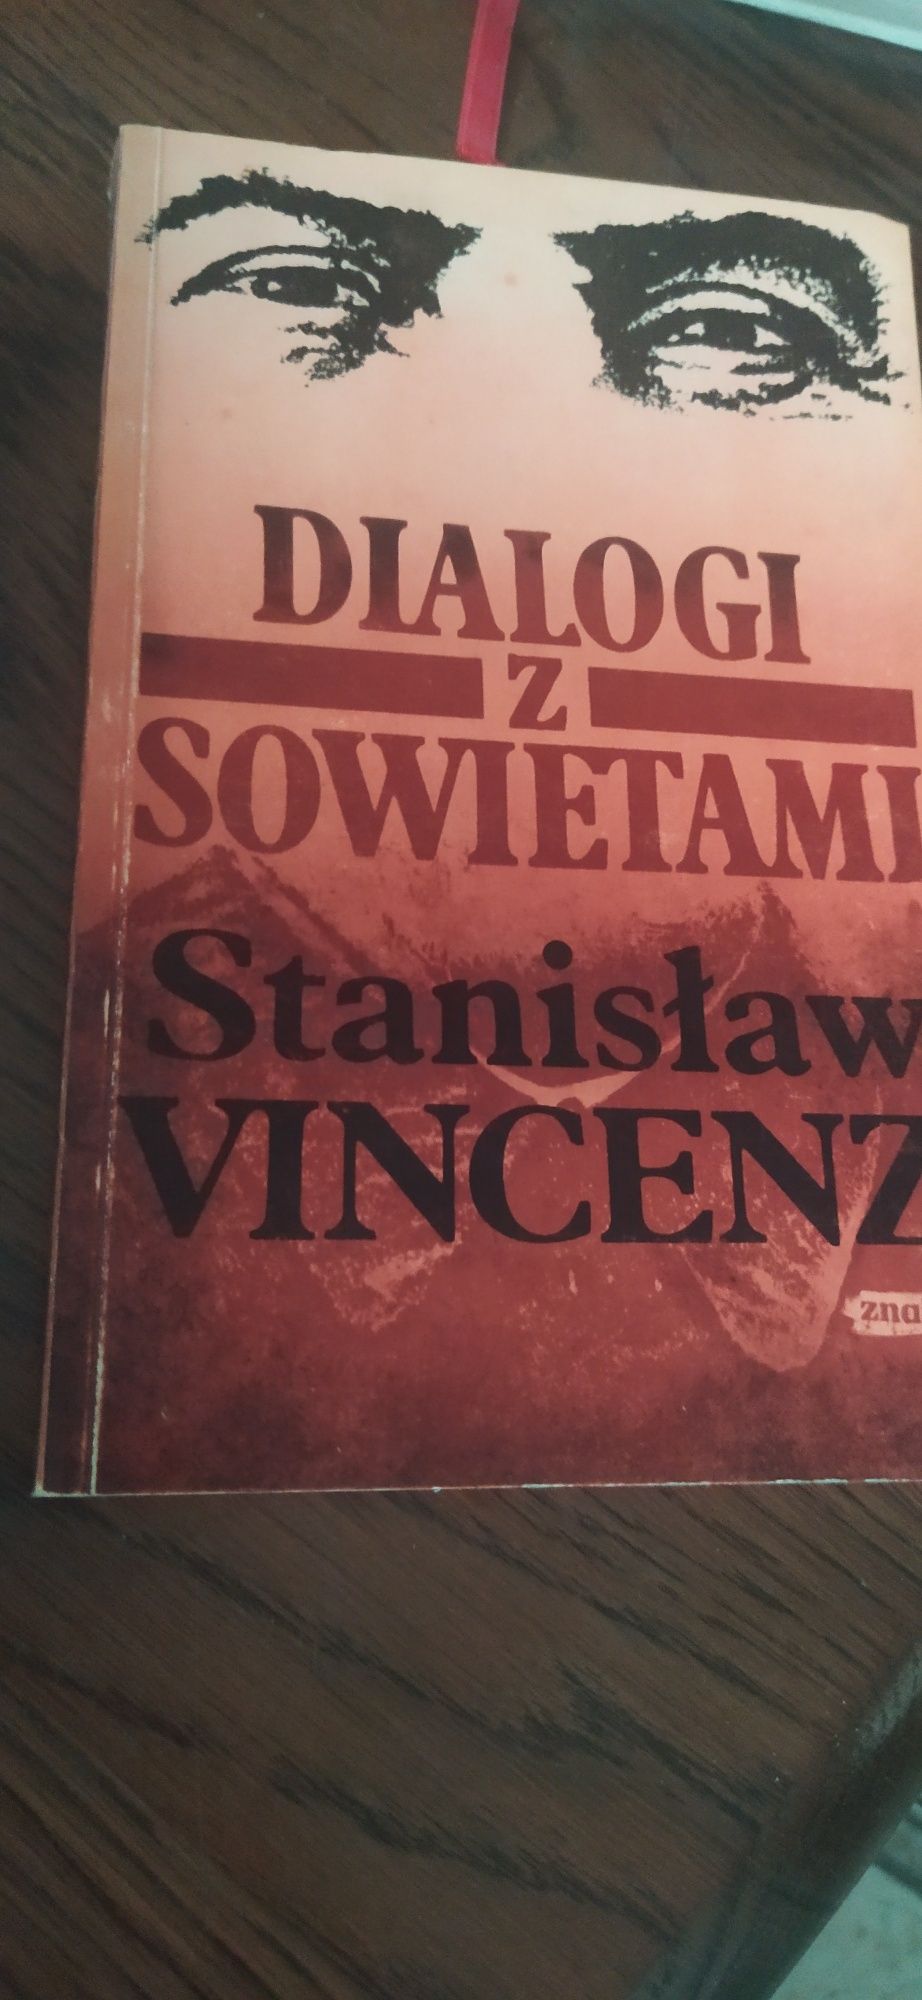 DIALOGI
Z
SOWIETAMI
Stanisław
VINCENZ
zna